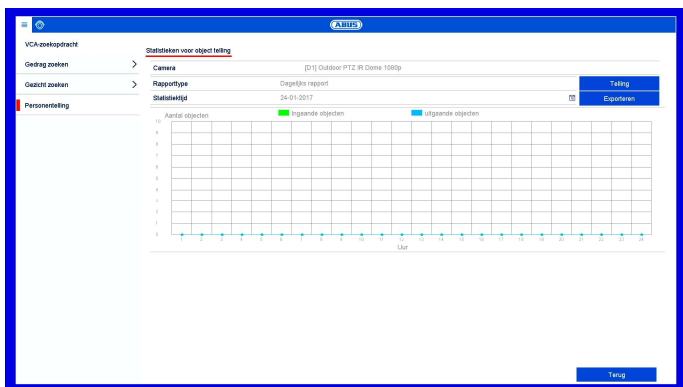 ABUS
VCA-zoekopdracht
Gedrag zoeken
Gezicht zoeken
Personentelling
Statistieken voor object telling
Camera [D1] Outdoor PTZ IR Dome 1080p
Rapporttype Dagelijks rapport Telling
Statistiektijd 24-01-2017 Exporteren
Aantal objecten ingaande objecten uitgaande objecten
10
9
8
7
6
5
4
3
2
1
0
1 2 3 4 5 6 7 8 9 10 11 12 13 14 15 16 17 18 19 20 21 22 23 24
Uur
Terug